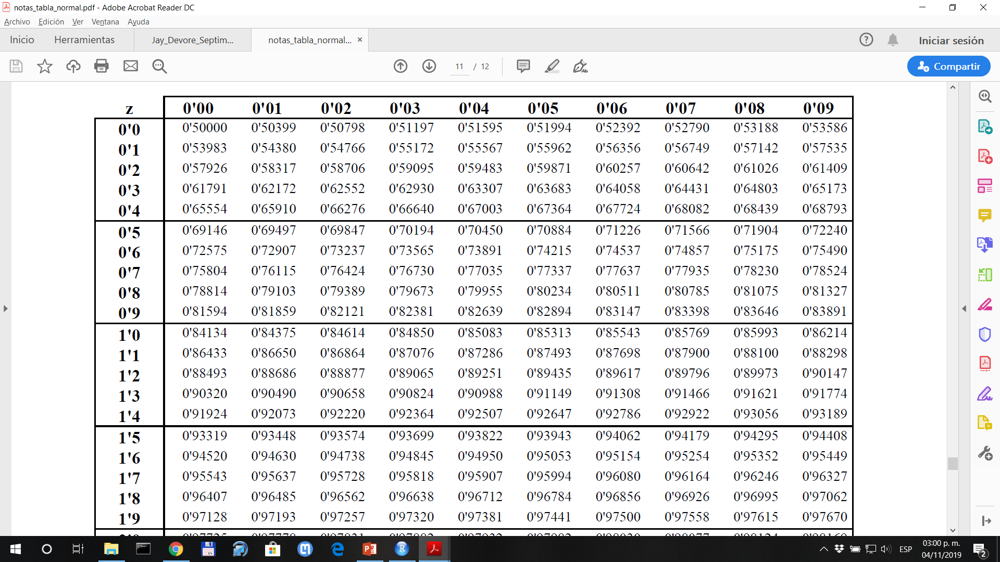 notas_tabla_normal.pdf - Adobe Acrobat Reader DC
Archivo Edición Ver Ventana Ayuda
Inicio Herramientas Jay_Devore_Septim... notas_tabla_normal... × Iniciar sesión
11 / 12 Compartir
z 0'00 0'01 0'02 0'03 0'04 0'05 0'06 0'07 0'08 0'09
0'0 0'50000 0'50399 0'50798 0'51197 0'51595 0'51994 0'52392 0'52790 0'53188 0'53586
0'1 0'53983 0'54380 0'54766 0'55172 0'55567 0'55962 0'56356 0'56749 0'57142 0'57535
0'2 0'57926 0'58317 0'58706 0'59095 0'59483 0'59871 0'60257 0'60642 0'61026 0'61409
0'3 0'61791 0'62172 0'62552 0'62930 0'63307 0'63683 0'64058 0'64431 0'64803 0'65173
0'4 0'65554 0'65910 0'66276 0'66640 0'67003 0'67364 0'67724 0'68082 0'68439 0'68793
0'5 0'69146 0'69497 0'69847 0'70194 0'70450 0'70884 0'71226 0'71566 0'71904 0'72240
0'6 0'72575 0'72907 0'73237 0'73565 0'73891 0'74215 0'74537 0'74857 0'75175 0'75490
0'7 0'75804 0'76115 0'76424 0'76730 0'77035 0'77337 0'77637 0'77935 0'78230 0'78524
0'8 0'78814 0'79103 0'79389 0'79673 0'79955 0'80234 0'80511 0'80785 0'81075 0'81327
0'9 0'81594 0'81859 0'82121 0'82381 0'82639 0'82894 0'83147 0'83398 0'83646 0'83891
1'0 0'84134 0'84375 0'84614 0'84850 0'85083 0'85313 0'85543 0'85769 0'85993 0'86214
1'1 0'86433 0'86650 0'86864 0'87076 0'87286 0'87493 0'87698 0'87900 0'88100 0'88298
1'2 0'88493 0'88686 0'88877 0'89065 0'89251 0'89435 0'89617 0'89796 0'89973 0'90147
1'3 0'90320 0'90490 0'90658 0'90824 0'90988 0'91149 0'91308 0'91466 0'91621 0'91774
1'4 0'91924 0'92073 0'92220 0'92364 0'92507 0'92647 0'92786 0'92922 0'93056 0'93189
1'5 0'93319 0'93448 0'93574 0'93699 0'93822 0'93943 0'94062 0'94179 0'94295 0'94408
1'6 0'94520 0'94630 0'94738 0'94845 0'94950 0'95053 0'95154 0'95254 0'95352 0'95449
1'7 0'95543 0'95637 0'95728 0'95818 0'95907 0'95994 0'96080 0'96164 0'96246 0'96327
1'8 0'96407 0'96485 0'96562 0'96638 0'96712 0'96784 0'96856 0'96926 0'96995 0'97062
1'9 0'97128 0'97193 0'97257 0'97320 0'97381 0'97441 0'97500 0'97558 0'97615 0'97670
ESP 03:00 p. m.
04/11/2019 2